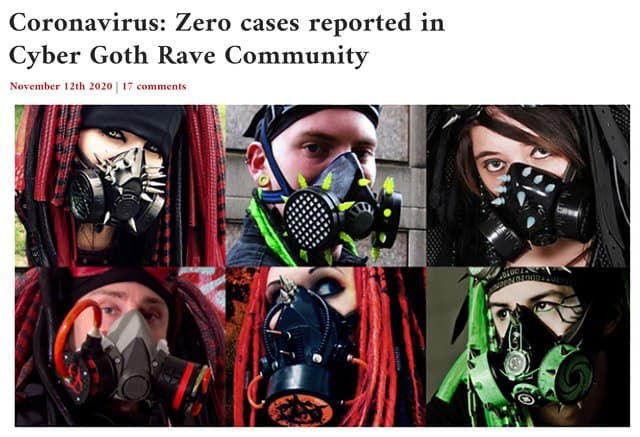 Coronavirus: Zero cases reported in
Cyber Goth Rave Community
November 12th 2020 | 17 comments